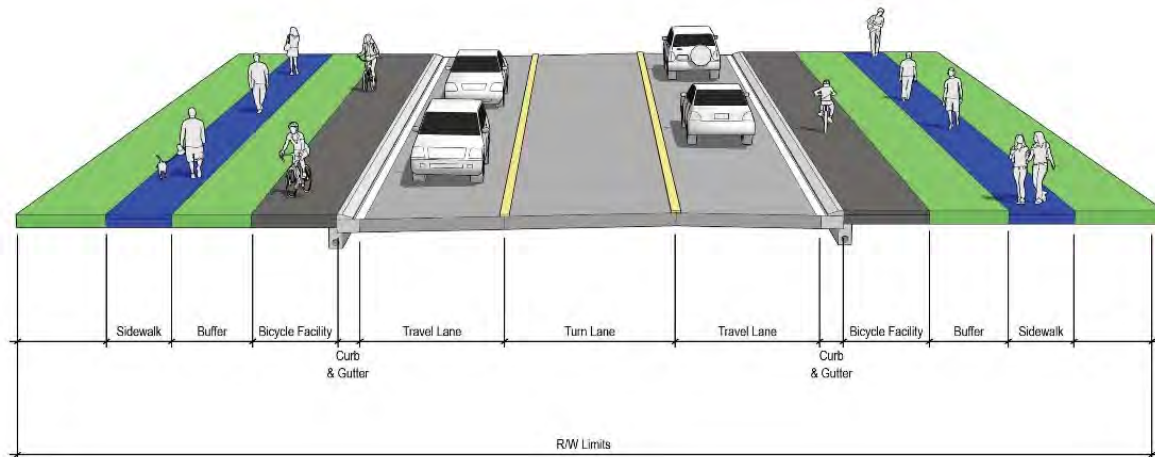 Sidewalk
Buffer
Bicycle Facility
Travel Lane
Turn Lane
Travel Lane
Bicycle Facility
Buffer
Sidewalk
Curb
& Gutter
Curb
& Gutter
R/W Limits